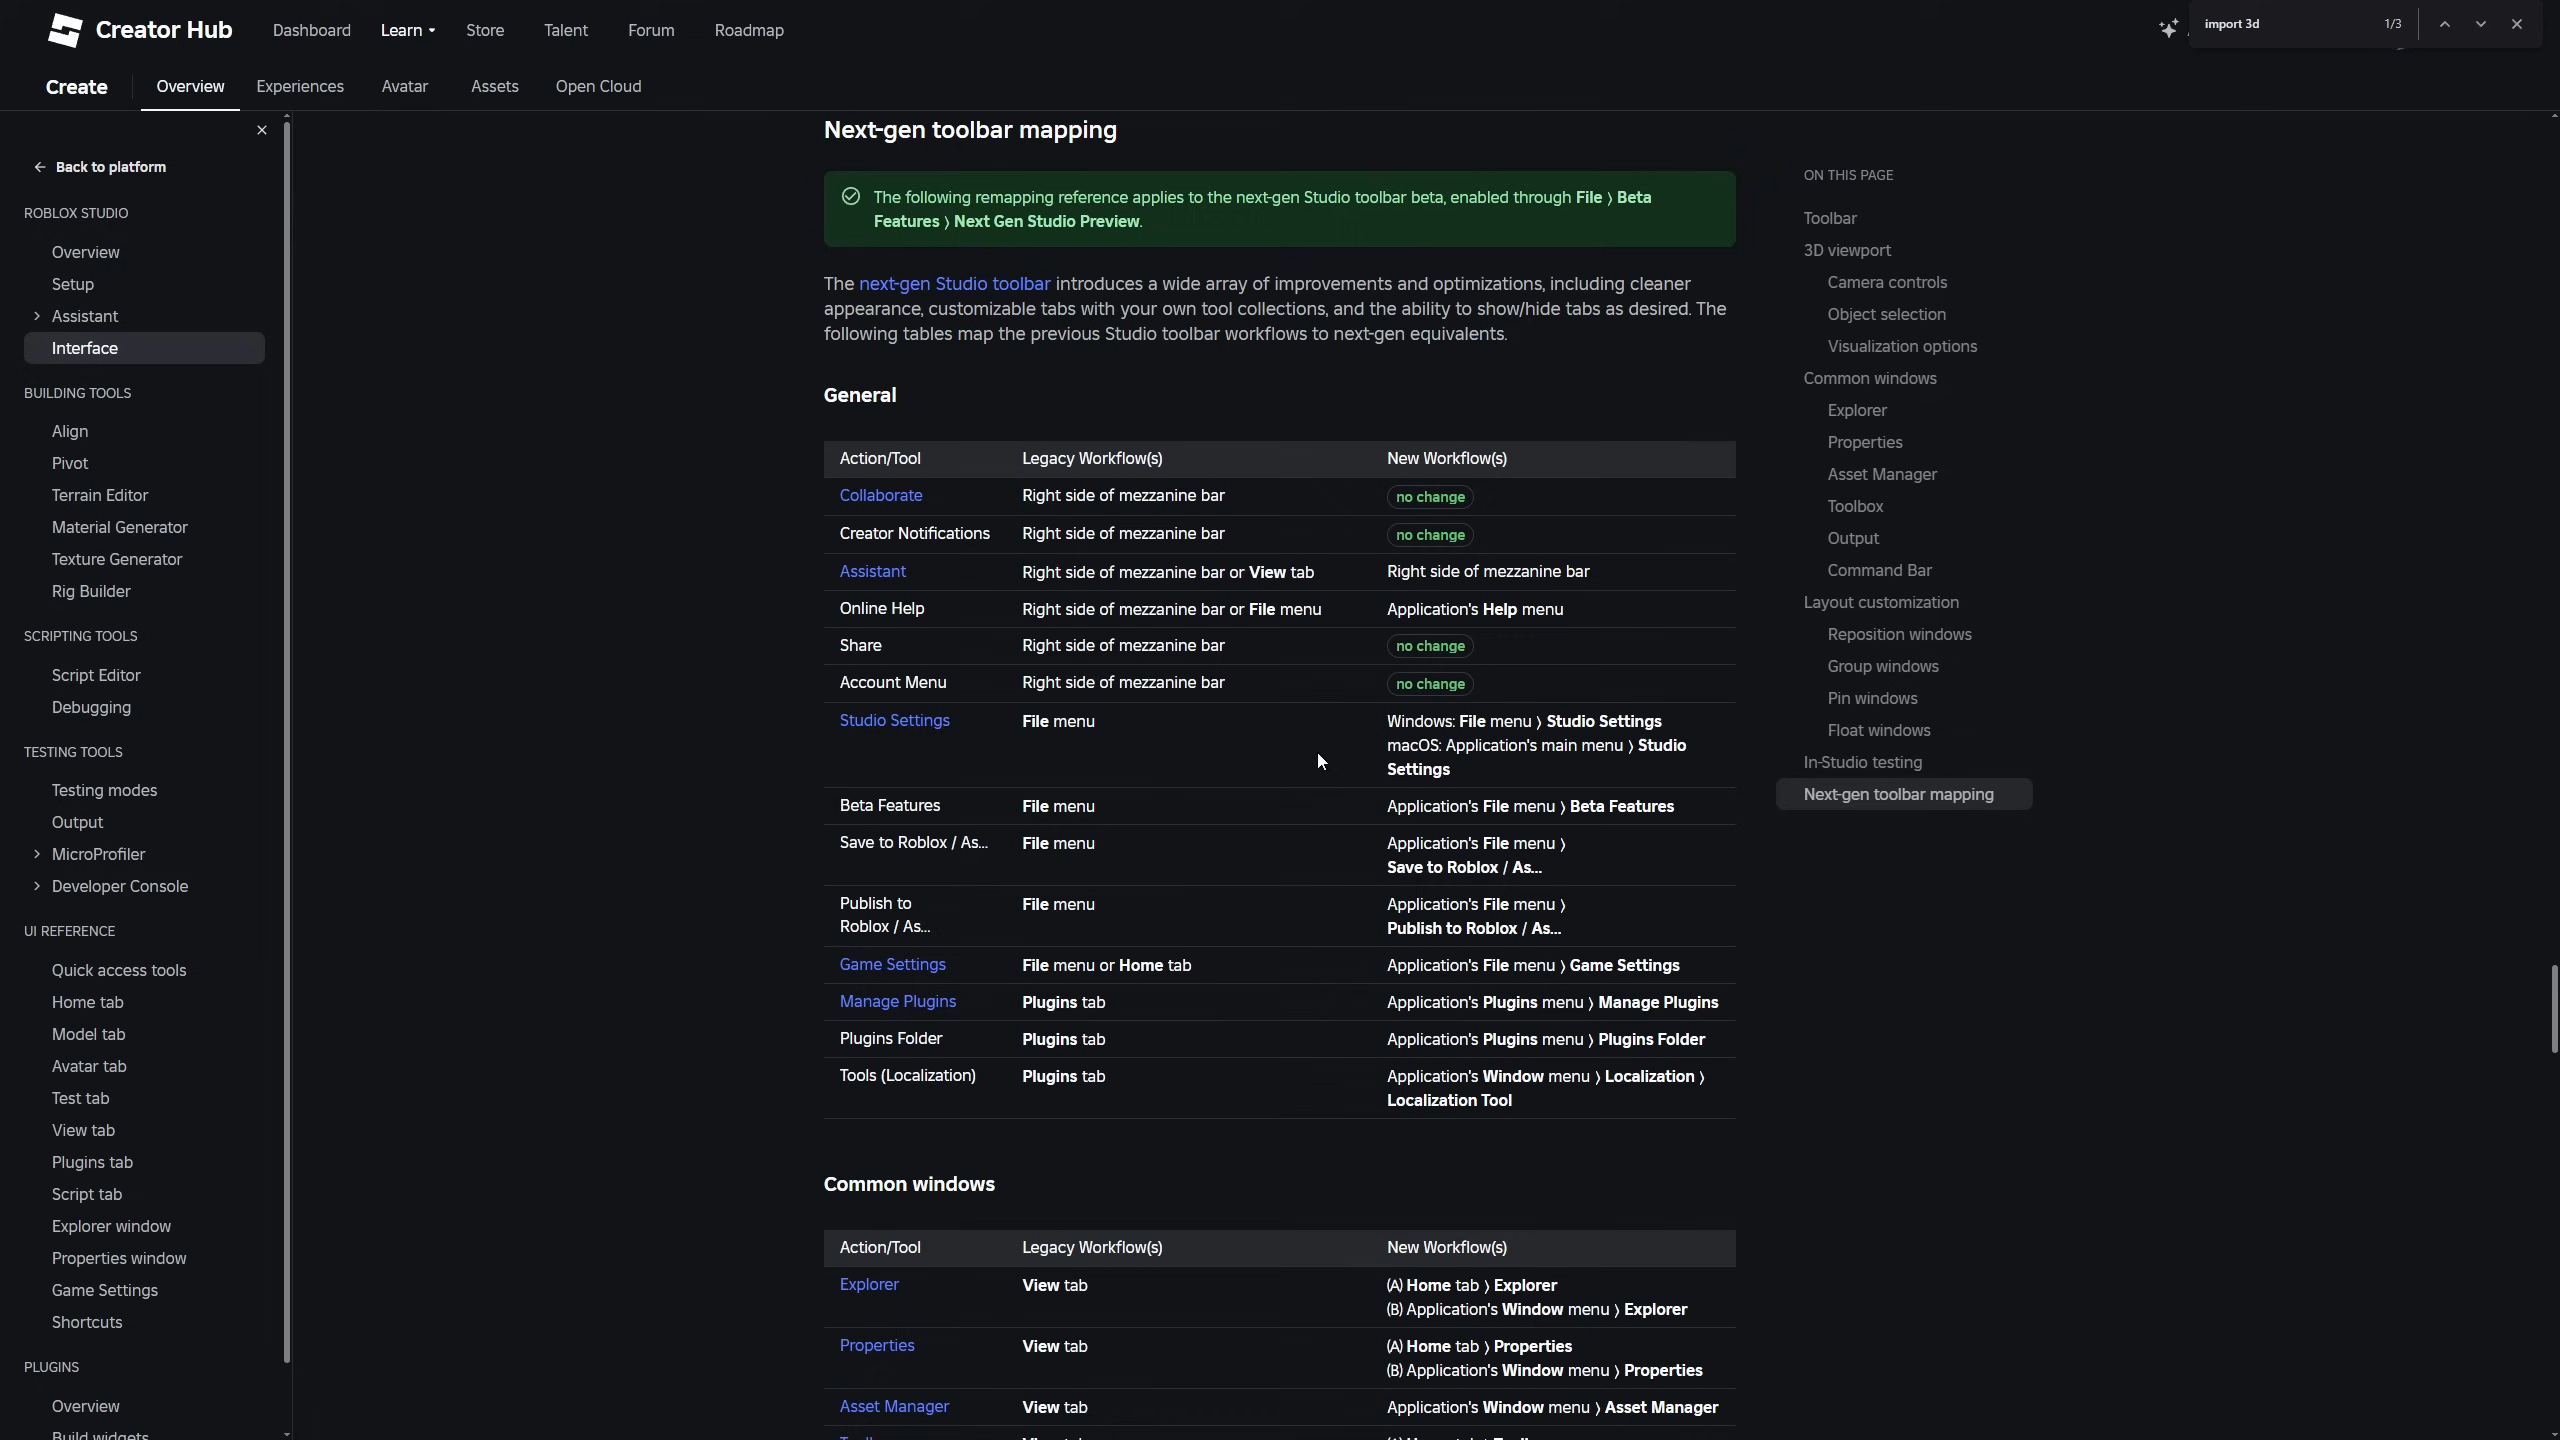 Creator Hub
Dashboard
Learn
Store
Talent
Forum
Roadmap
import 3d
1/3
Create
Overview
Experiences
Avatar
Assets
Open Cloud
Back to platform
ROBLOX STUDIO
Overview
Setup
Assistant
Interface
BUILDING TOOLS
Align
Pivot
Terrain Editor
Material Generator
Texture Generator
Rig Builder
SCRIPTING TOOLS
Script Editor
Debugging
TESTING TOOLS
Testing modes
Output
MicroProfiler
Developer Console
UI REFERENCE
Quick access tools
Home tab
Model tab
Avatar tab
Test tab
View tab
Plugins tab
Script tab
Explorer window
Properties window
Game Settings
Shortcuts
PLUGINS
Overview
Build widgets
Next-gen toolbar mapping
The following remapping reference applies to the next-gen Studio toolbar beta, enabled through File ⟩ Beta
Features ⟩ Next Gen Studio Preview.
The next-gen Studio toolbar introduces a wide array of improvements and optimizations, including cleaner
appearance, customizable tabs with your own tool collections, and the ability to show/hide tabs as desired. The
following tables map the previous Studio toolbar workflows to next-gen equivalents.
General
Action/Tool Legacy Workflow(s) New Workflow(s)
Collaborate Right side of mezzanine bar no change
Creator Notifications Right side of mezzanine bar no change
Assistant Right side of mezzanine bar or View tab Right side of mezzanine bar
Online Help Right side of mezzanine bar or File menu Application's Help menu
Share Right side of mezzanine bar no change
Account Menu Right side of mezzanine bar no change
Studio Settings File menu Windows: File menu ⟩ Studio Settings
macOS: Application's main menu ⟩ Studio
Settings
Beta Features File menu Application's File menu ⟩ Beta Features
Save to Roblox / As... File menu Application's File menu ⟩
Save to Roblox / As...
Publish to File menu Application's File menu ⟩
Roblox / As... Publish to Roblox / As...
Game Settings File menu or Home tab Application's File menu ⟩ Game Settings
Manage Plugins Plugins tab Application's Plugins menu ⟩ Manage Plugins
Plugins Folder Plugins tab Application's Plugins menu ⟩ Plugins Folder
Tools (Localization) Plugins tab Application's Window menu ⟩ Localization ⟩
Localization Tool
Common windows
Action/Tool Legacy Workflow(s) New Workflow(s)
Explorer View tab (A) Home tab ⟩ Explorer
(B) Application's Window menu ⟩ Explorer
Properties View tab (A) Home tab ⟩ Properties
(B) Application's Window menu ⟩ Properties
Asset Manager View tab Application's Window menu ⟩ Asset Manager
ON THIS PAGE
Toolbar
3D viewport
Camera controls
Object selection
Visualization options
Common windows
Explorer
Properties
Asset Manager
Toolbox
Output
Command Bar
Layout customization
Reposition windows
Group windows
Pin windows
Float windows
In-Studio testing
Next-gen toolbar mapping